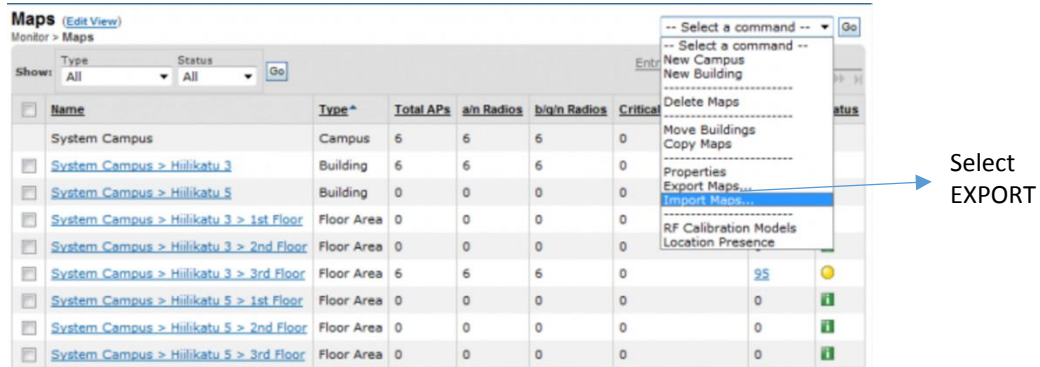 Maps (Edit View)
Monitor > Maps
-- Select a command -- Go
Show: Type All Status All Go
Entr
-- Select a command --
New Campus
New Building
------------------------
Delete Maps
------------------------
Move Buildings
Copy Maps
------------------------
Properties
Export Maps...
Import Maps...
------------------------
RF Calibration Models
Location Presence
Select
EXPORT
Name Type Total APs a/n Radios b/g/n Radios Critical atus
System Campus Campus 6 6 6 0
System Campus > Hiilikatu 3 Building 6 6 6 0
System Campus > Hiilikatu 5 Building 0 0 0 0
System Campus > Hiilikatu 3 > 1st Floor Floor Area 0 0 0 0
System Campus > Hiilikatu 3 > 2nd Floor Floor Area 0 0 0 0
System Campus > Hiilikatu 3 > 3rd Floor Floor Area 6 6 6 0 95
System Campus > Hiilikatu 5 > 1st Floor Floor Area 0 0 0 0 0
System Campus > Hiilikatu 5 > 2nd Floor Floor Area 0 0 0 0 0
System Campus > Hiilikatu 5 > 3rd Floor Floor Area 0 0 0 0 0